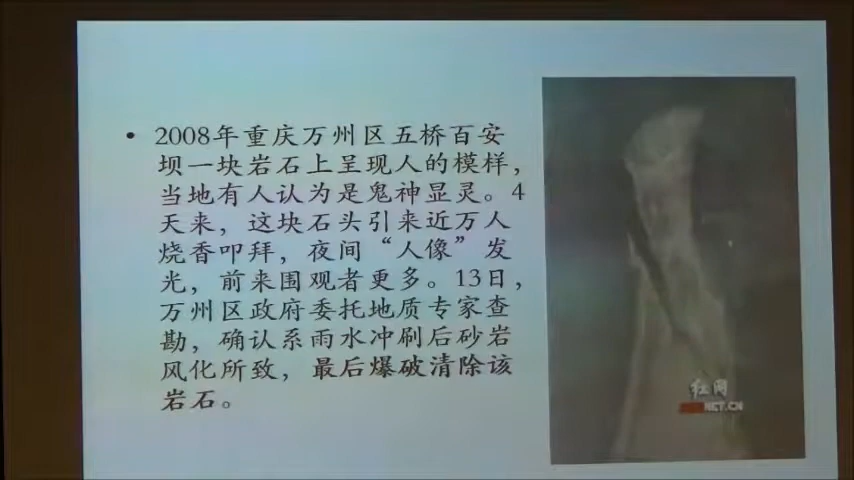 • 2008年重庆万州区五桥百安
坝一块岩石上呈现人的模样，
当地有人认为是鬼神显灵。4
天来，这块石头引来近万人
烧香叩拜，夜间“人像”发
光，前来围观者更多。13日，
万州区政府委托地质专家查
勘，确认系雨水冲刷后砂岩
风化所致，最后爆破清除该
岩石。
红网
NET.CN